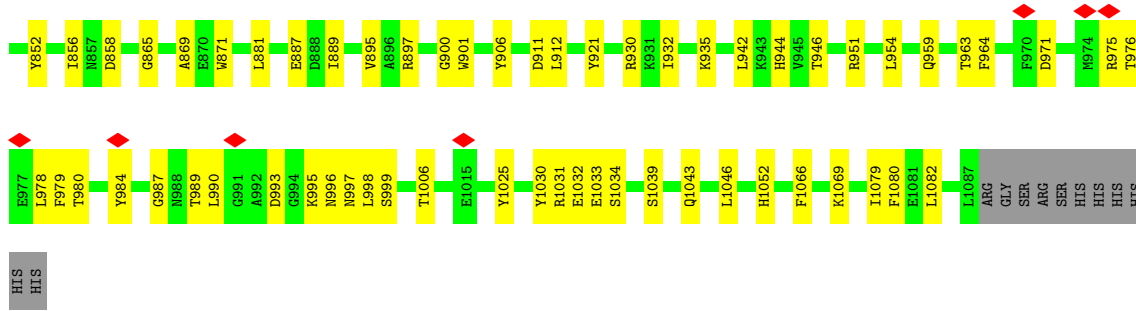 Y852 I856 N857 D858 G865 A869 E870 W871 L881 E887 D888 I889 V895 A896 R897 G900 W901 Y906 D911 L912 Y921 R930 K931 I932 K935 L942 K943 H944 V945 T946 R951 L954 Q959 T963 F964 F970 D971 M974 R975 T976
E977 L978 F979 T980 Y984 G987 N988 T989 L990 G991 A992 D993 G994 K995 N996 N997 L998 S999 T1006 E1015 Y1025 Y1030 R1031 E1032 E1033 S1034 S1039 Q1043 L1046 H1052 F1066 K1069 I1079 F1080 E1081 L1082 L1087 ARG GLY SER ARG SER HIS HIS HIS HIS
HIS HIS